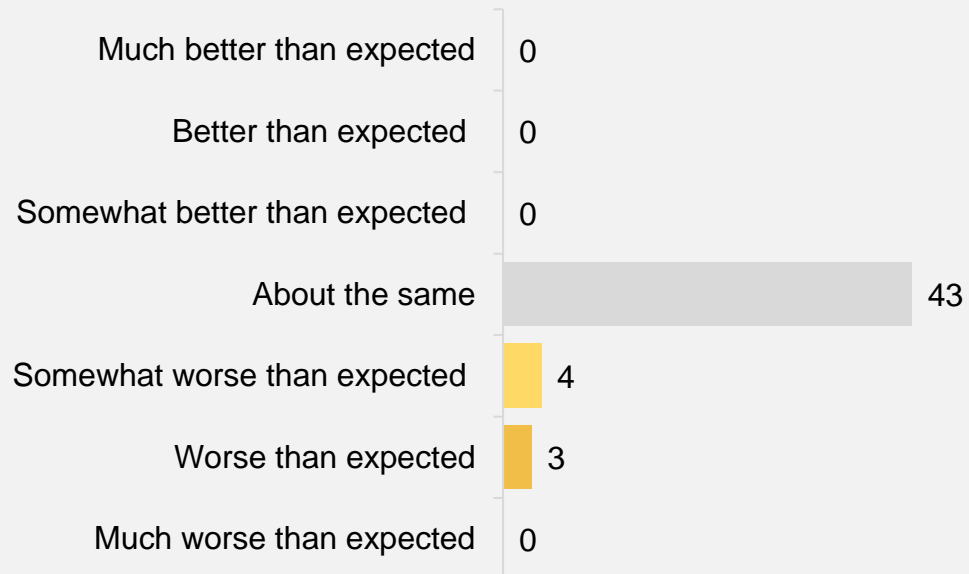 Much better than expected 0
Better than expected 0
Somewhat better than expected 0
About the same 43
Somewhat worse than expected 4
Worse than expected 3
Much worse than expected 0